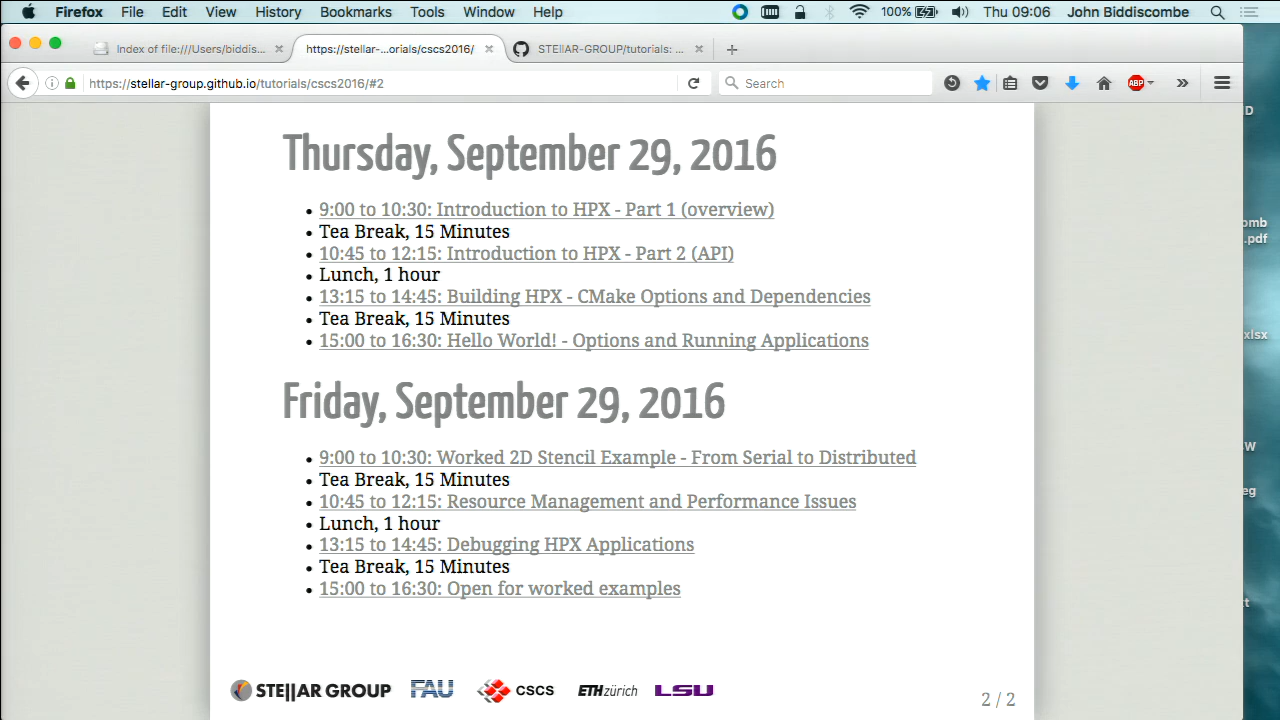 Firefox File Edit View History Bookmarks Tools Window Help 100% Thu 09:06 John Biddiscombe
Index of file:///Users/biddis... https://stellar-...orials/cscs2016/ STEllAR-GROUP/tutorials: ...
https://stellar-group.github.io/tutorials/cscs2016/#2 Search ABP
Thursday, September 29, 2016
• 9:00 to 10:30: Introduction to HPX - Part 1 (overview)
• Tea Break, 15 Minutes
• 10:45 to 12:15: Introduction to HPX - Part 2 (API)
• Lunch, 1 hour
• 13:15 to 14:45: Building HPX - CMake Options and Dependencies
• Tea Break, 15 Minutes
• 15:00 to 16:30: Hello World! - Options and Running Applications
Friday, September 29, 2016
• 9:00 to 10:30: Worked 2D Stencil Example - From Serial to Distributed
• Tea Break, 15 Minutes
• 10:45 to 12:15: Resource Management and Performance Issues
• Lunch, 1 hour
• 13:15 to 14:45: Debugging HPX Applications
• Tea Break, 15 Minutes
• 15:00 to 16:30: Open for worked examples
STE||AR GROUP FAU CSCS ETH zürich LSU
2 / 2
D
omb
.pdf
xlsx
eg